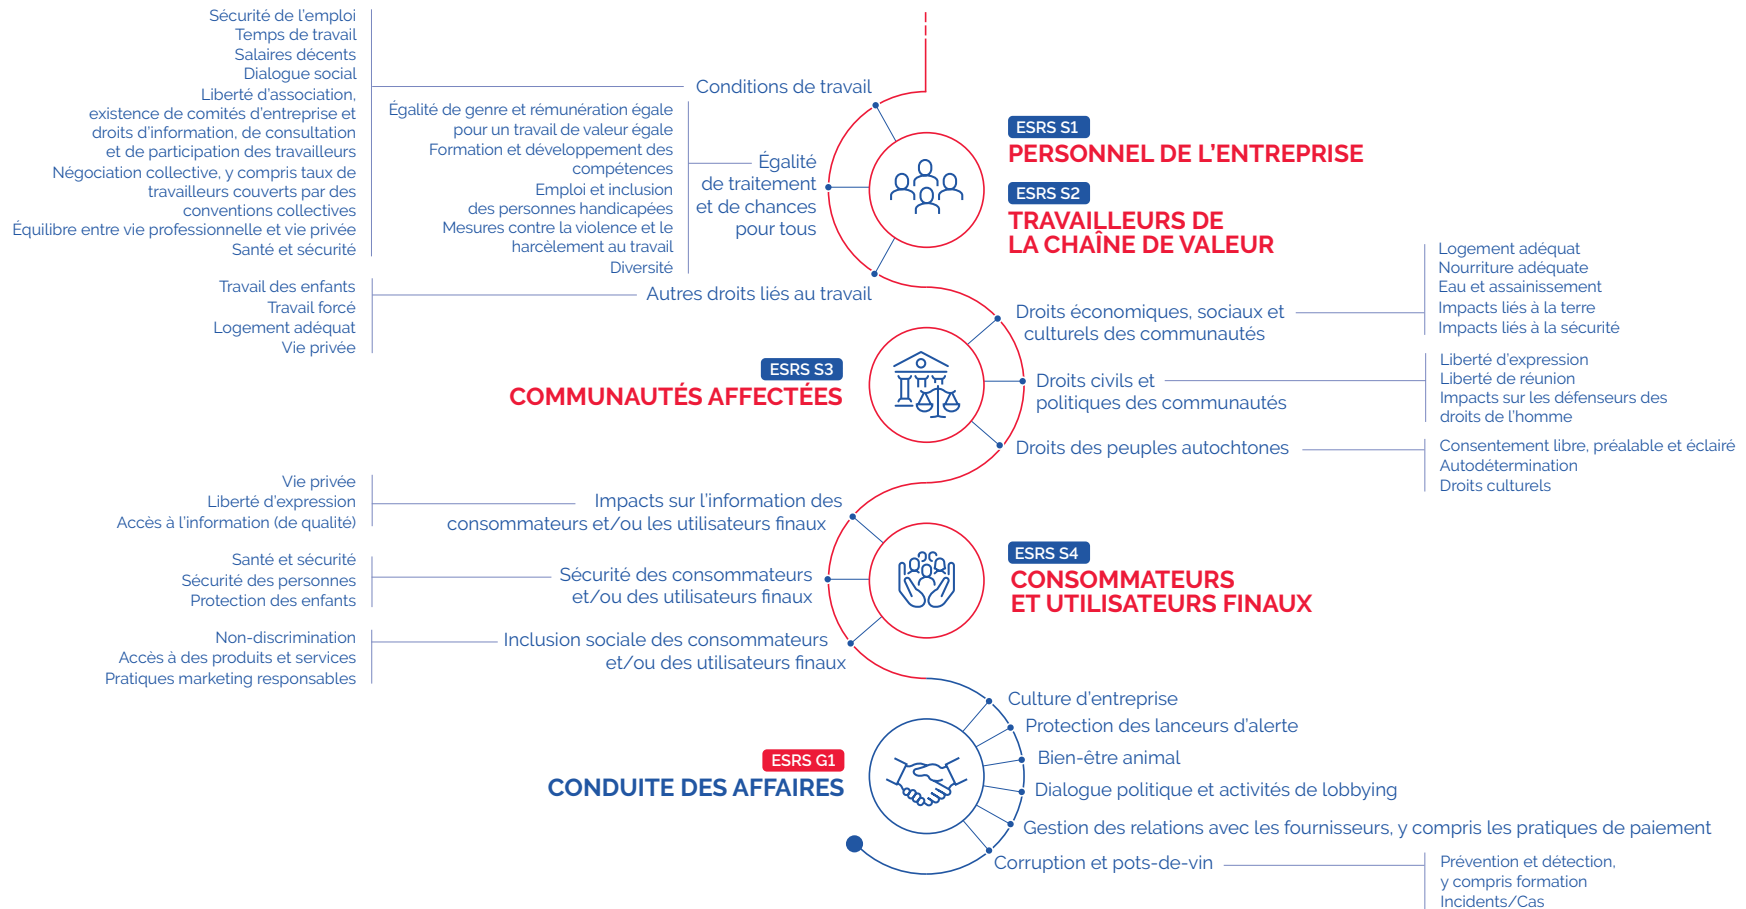 Sécurité de l'emploi
Temps de travail
Salaires décents
Dialogue social
Liberté d'association,
existence de comités d'entreprise et
droits d'information, de consultation
et de participation des travailleurs
Négociation collective, y compris taux de
travailleurs couverts par des
conventions collectives
Équilibre entre vie professionnelle et vie privée
Santé et sécurité
Conditions de travail
Égalité de genre et rémunération égale
pour un travail de valeur égale
Formation et développement des
compétences
Emploi et inclusion
des personnes handicapées
Mesures contre la violence et le
harcèlement au travail
Diversité
Égalité
de traitement
et de chances
pour tous
Travail des enfants
Travail forcé
Logement adéquat
Vie privée
Autres droits liés au travail
ESRS S1
PERSONNEL DE L'ENTREPRISE
ESRS S2
TRAVAILLEURS DE
LA CHAÎNE DE VALEUR
ESRS S3
COMMUNAUTÉS AFFECTÉES
Droits économiques, sociaux et
culturels des communautés
Logement adéquat
Nourriture adéquate
Eau et assainissement
Impacts liés à la terre
Impacts liés à la sécurité
Droits civils et
politiques des communautés
Liberté d'expression
Liberté de réunion
Impacts sur les défenseurs des
droits de l'homme
Droits des peuples autochtones
Consentement libre, préalable et éclairé
Autodétermination
Droits culturels
Vie privée
Liberté d'expression
Accès à l'information (de qualité)
Impacts sur l'information des
consommateurs et/ou les utilisateurs finaux
Santé et sécurité
Sécurité des personnes
Protection des enfants
Sécurité des consommateurs
et/ou des utilisateurs finaux
Non-discrimination
Accès à des produits et services
Pratiques marketing responsables
Inclusion sociale des consommateurs
et/ou des utilisateurs finaux
ESRS S4
CONSOMMATEURS
ET UTILISATEURS FINAUX
ESRS G1
CONDUITE DES AFFAIRES
Culture d'entreprise
Protection des lanceurs d'alerte
Bien-être animal
Dialogue politique et activités de lobbying
Gestion des relations avec les fournisseurs, y compris les pratiques de paiement
Corruption et pots-de-vin
Prévention et détection,
y compris formation
Incidents/Cas